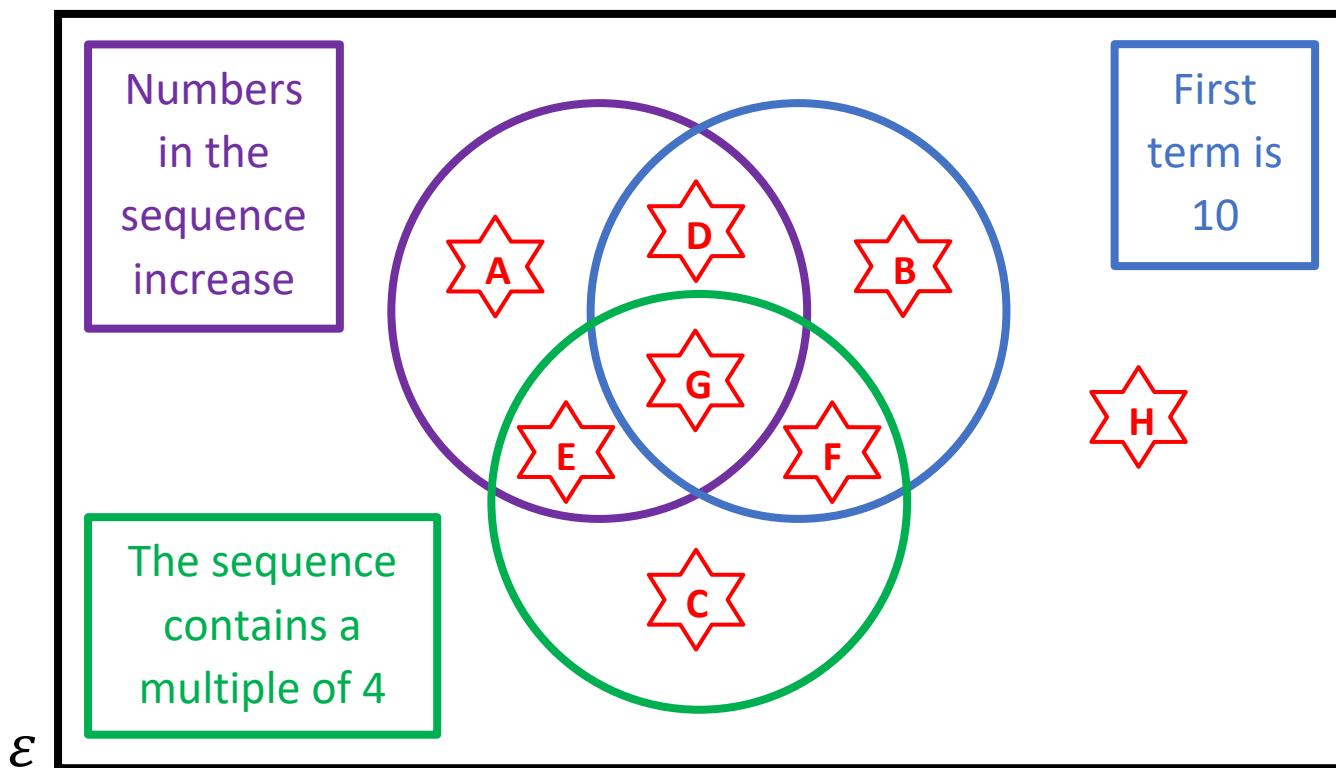 Numbers
in the
sequence
increase
First
term is
10
A
D
B
G
H
E
F
C
The sequence
contains a
multiple of 4
ε